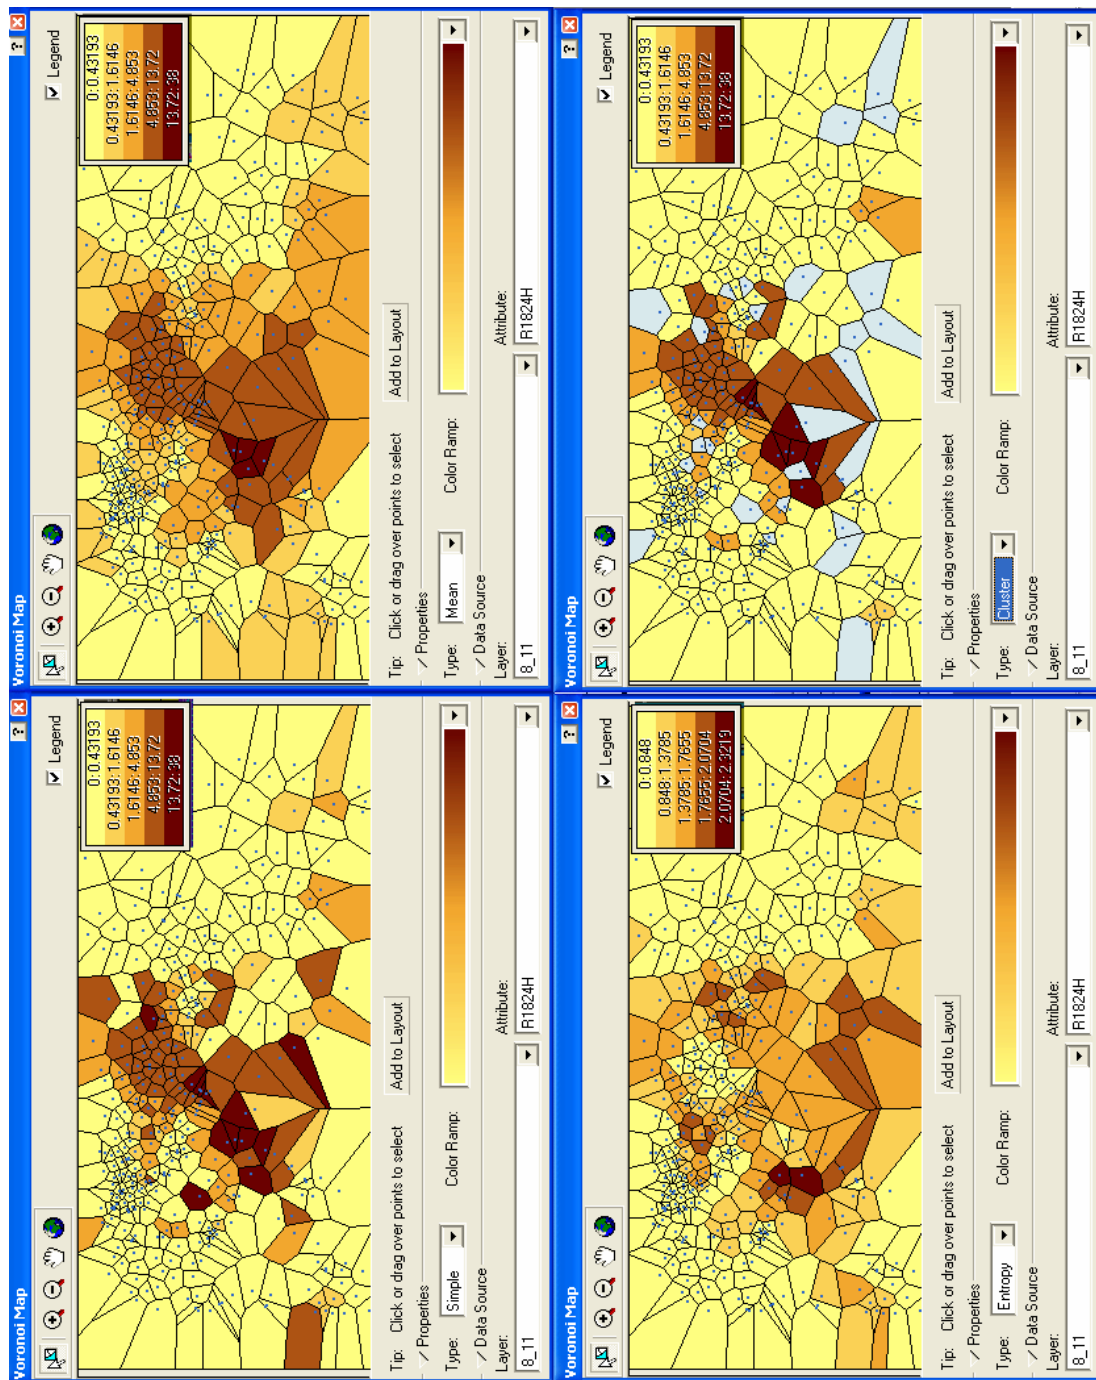 Voronoi Map
?
Legend
0:0.43193
0.43193:1.6146
1.6146:4.853
4.853:13.72
13.72:38
Tip: Click or drag over points to select
Add to Layout
Properties
Type: Simple Color Ramp:
Data Source
Layer: Attribute:
8_11 R1824H
Voronoi Map
?
Legend
0:0.43193
0.43193:1.6146
1.6146:4.853
4.853:13.72
13.72:38
Tip: Click or drag over points to select
Add to Layout
Properties
Type: Mean Color Ramp:
Data Source
Layer: Attribute:
8_11 R1824H
Voronoi Map
?
Legend
0:0.848
0.848:1.3785
1.3785:1.7655
1.7655:2.0704
2.0704:2.3219
Tip: Click or drag over points to select
Add to Layout
Properties
Type: Entropy Color Ramp:
Data Source
Layer: Attribute:
8_11 R1824H
Voronoi Map
?
Legend
0:0.43193
0.43193:1.6146
1.6146:4.853
4.853:13.72
13.72:38
Tip: Click or drag over points to select
Add to Layout
Properties
Type: Cluster Color Ramp:
Data Source
Layer: Attribute:
8_11 R1824H